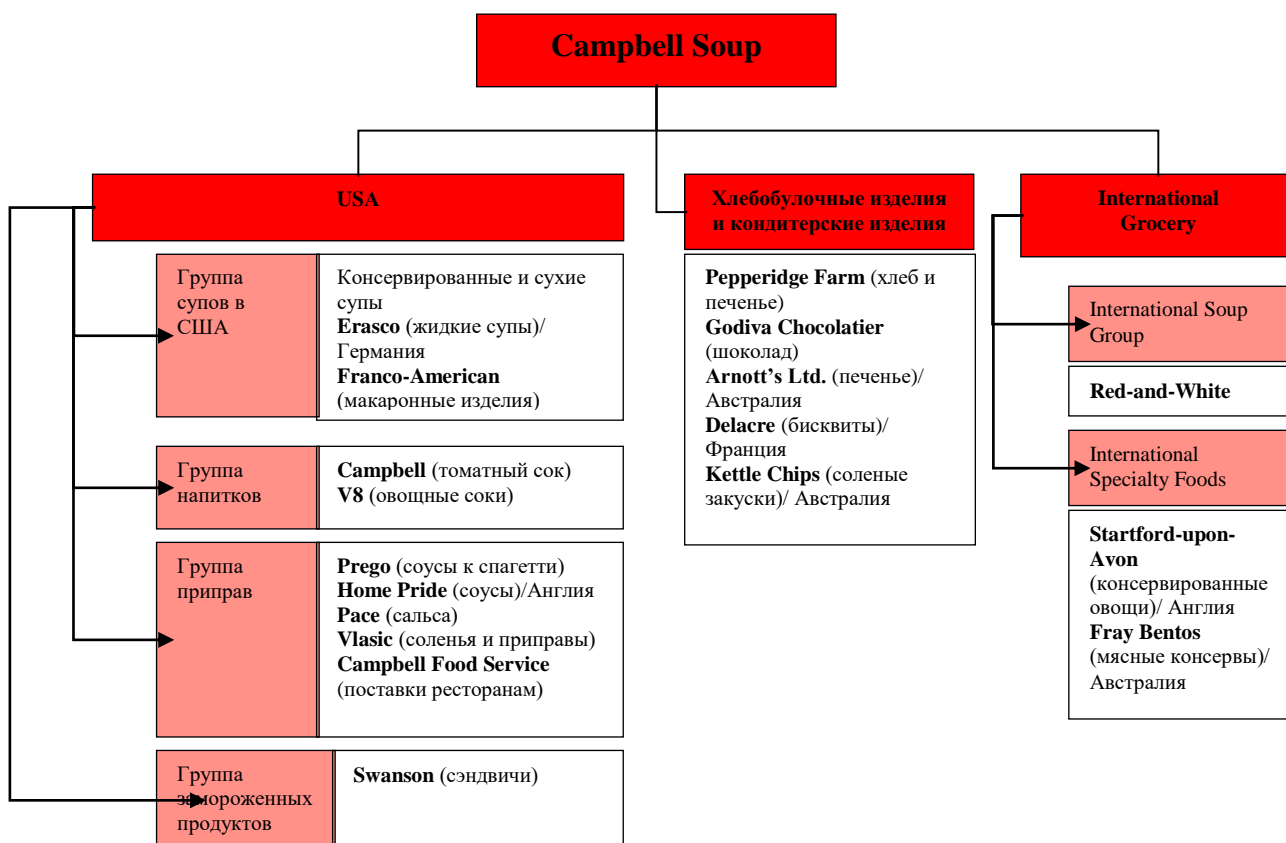 Campbell Soup
USA
Группа
супов в
США
Консервированные и сухие
супы
Erasco (жидкие супы)/
Германия
Franco-American
(макаронные изделия)
Группа
напитков
Campbell (томатный сок)
V8 (овощные соки)
Группа
приправ
Prego (соусы к спагетти)
Home Pride (соусы)/Англия
Pace (сальса)
Vlasic (соленья и приправы)
Campbell Food Service
(поставки ресторанам)
Группа
замороженных
продуктов
Swanson (сэндвичи)
Хлебобулочные изделия
и кондитерские изделия
Pepperidge Farm (хлеб и
печенье)
Godiva Chocolatier
(шоколад)
Arnott’s Ltd. (печенье)/
Австралия
Delacre (бисквиты)/
Франция
Kettle Chips (соленые
закуски)/ Австралия
International
Grocery
International Soup
Group
Red-and-White
International
Specialty Foods
Startford-upon-
Avon
(консервированные
овощи)/ Англия
Fray Bentos
(мясные консервы)/
Австралия